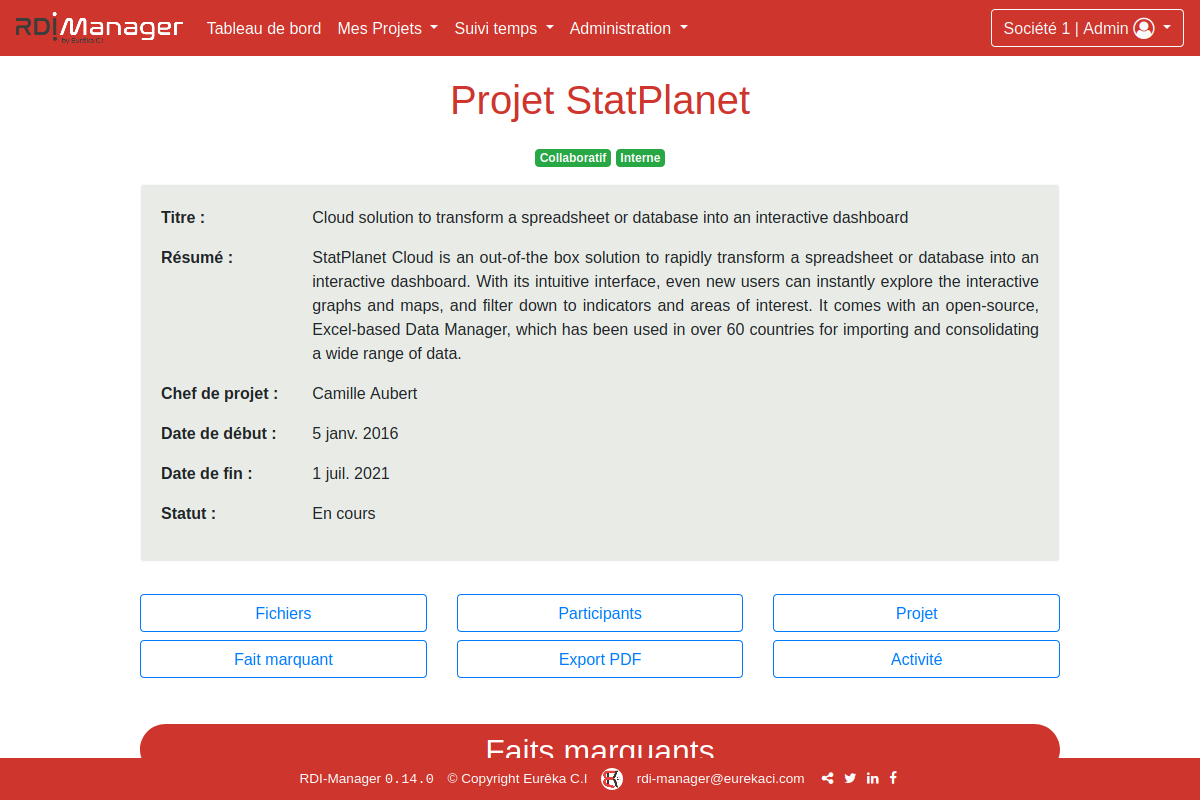 RDI Manager
by Eurêka C.I
Tableau de bord Mes Projets Suivi temps Administration Société 1 | Admin
Projet StatPlanet
Collaboratif Interne
Titre : Cloud solution to transform a spreadsheet or database into an interactive dashboard
Résumé : StatPlanet Cloud is an out-of-the box solution to rapidly transform a spreadsheet or database into an
interactive dashboard. With its intuitive interface, even new users can instantly explore the interactive
graphs and maps, and filter down to indicators and areas of interest. It comes with an open-source,
Excel-based Data Manager, which has been used in over 60 countries for importing and consolidating
a wide range of data.
Chef de projet : Camille Aubert
Date de début : 5 janv. 2016
Date de fin : 1 juil. 2021
Statut : En cours
Fichiers Participants Projet
Fait marquant Export PDF Activité
Faits marquants
RDI-Manager 0.14.0 © Copyright Eurêka C.I rdi-manager@eurekaci.com